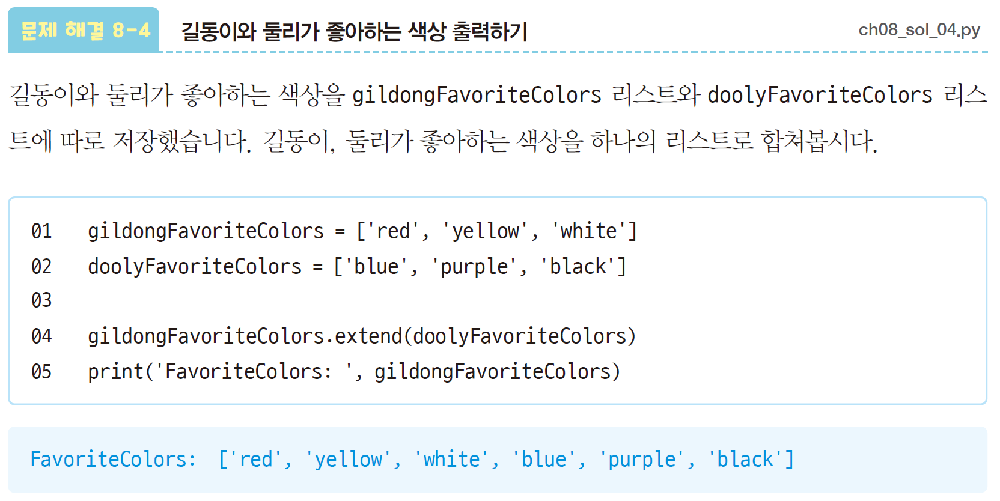 문제 해결 8-4 길동이와 둘리가 좋아하는 색상 출력하기 ch08_sol_04.py
길동이와 둘리가 좋아하는 색상을 gildongFavoriteColors 리스트와 doolyFavoriteColors 리스
트에 따로 저장했습니다. 길동이, 둘리가 좋아하는 색상을 하나의 리스트로 합쳐봅시다.
01 gildongFavoriteColors = ['red', 'yellow', 'white']
02 doolyFavoriteColors = ['blue', 'purple', 'black']
03
04 gildongFavoriteColors.extend(doolyFavoriteColors)
05 print('FavoriteColors: ', gildongFavoriteColors)
FavoriteColors:  ['red', 'yellow', 'white', 'blue', 'purple', 'black']